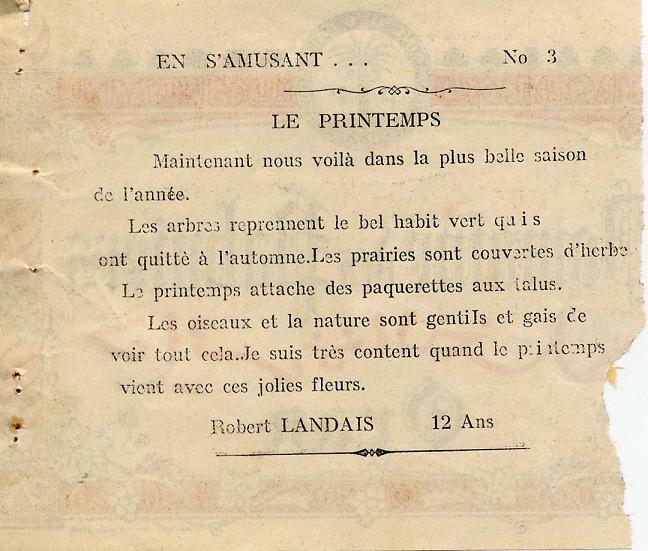 EN S'AMUSANT . . . No 3
LE PRINTEMPS
Maintenant nous voilà dans la plus belle saison
de l'année.
Les arbres reprennent le bel habit vert qu i s
ont quittè à l'automne.Les prairies sont couvertes d'herbe
Le printemps attache des paquerettes aux talus.
Les oiseaux et la nature sont gentils et gais de
voir tout cela.Je suis très content quand le printemps
vient avec ces jolies fleurs.
Robert LANDAIS 12 Ans